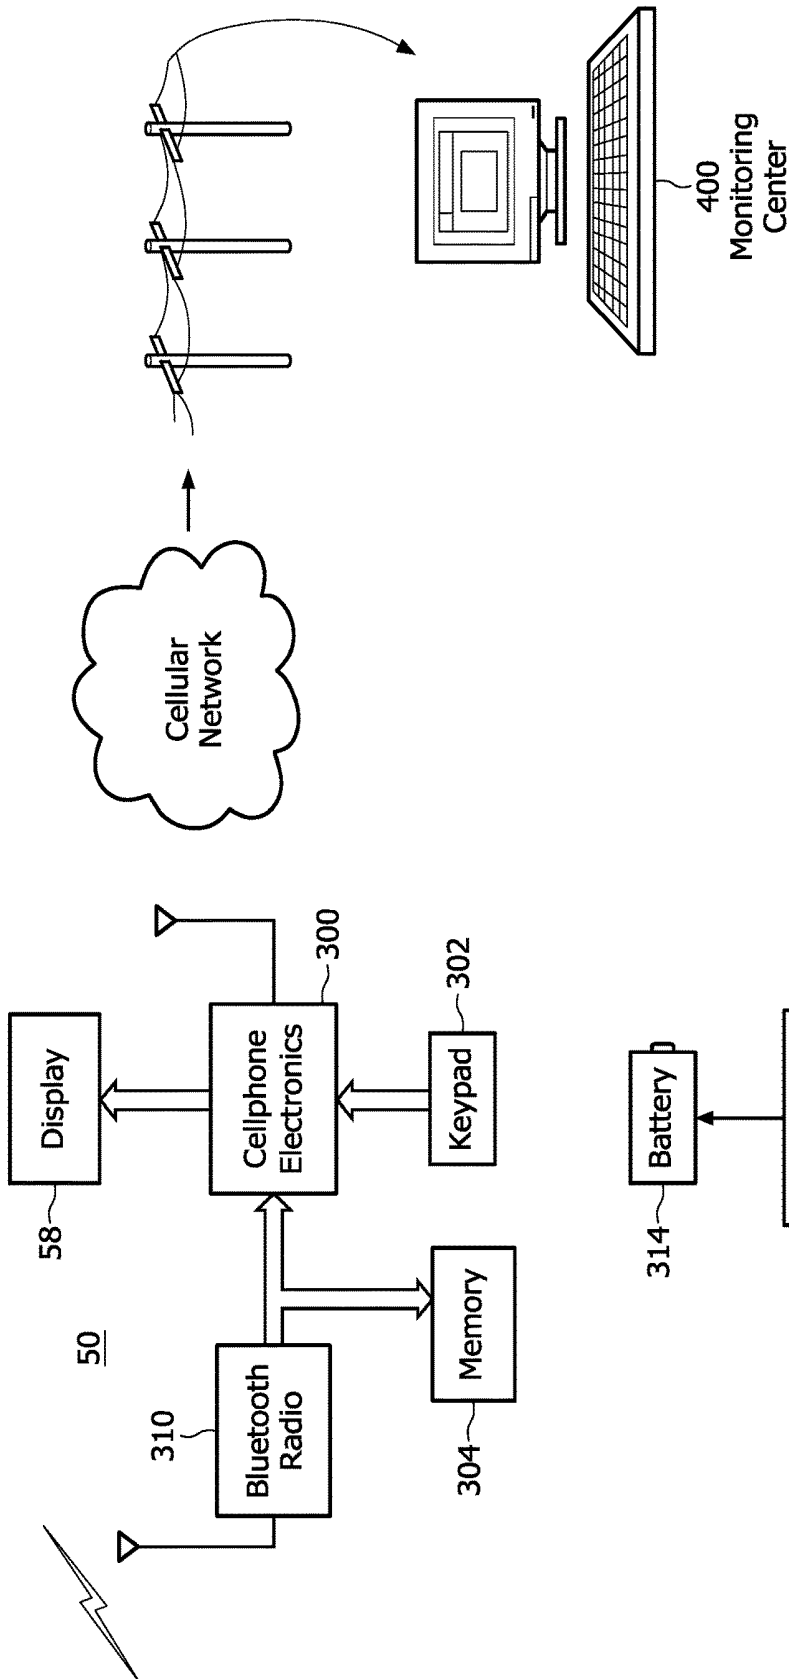 50
58
Display
310
Bluetooth
Radio
Cellphone
Electronics
300
304
Memory
Keypad
302
314
Battery
Cellular
Network
400
Monitoring
Center